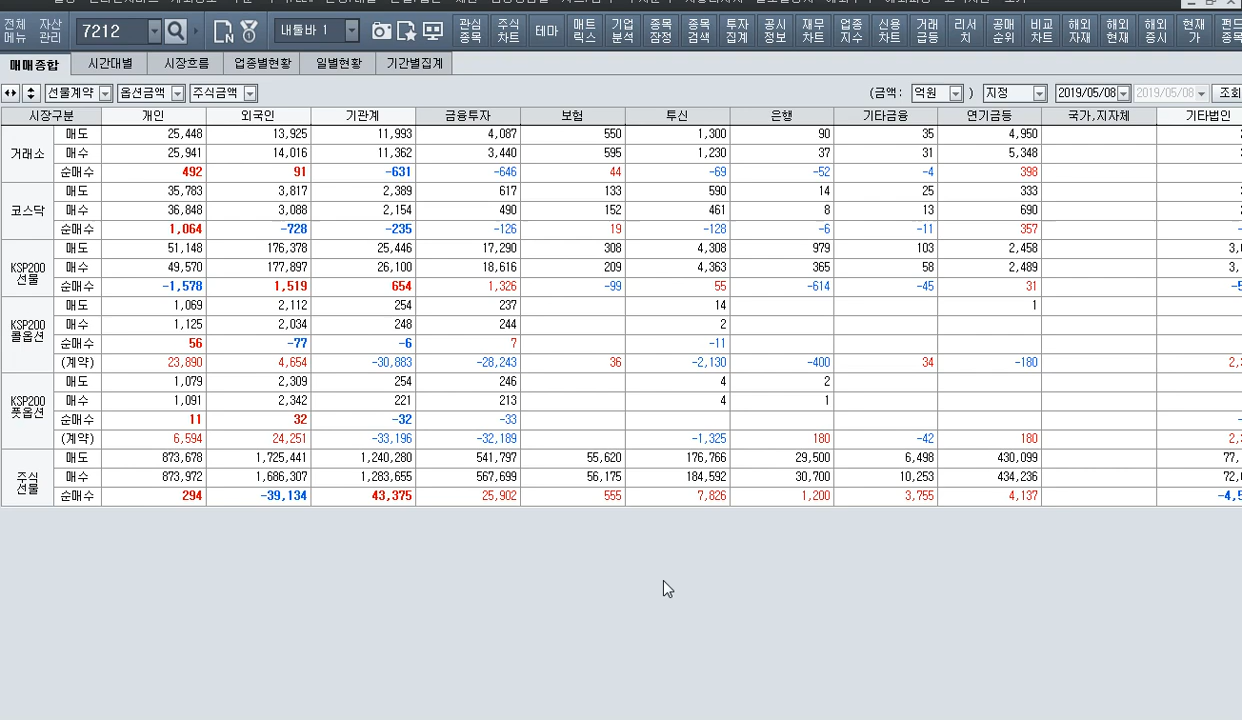 전체 자산 관심 주식 테마 매트 기업 종목 종목 투자 공시 재무 업종 신용 거래 리서 공매 비교 해외 해외 해외 현재 펀드
메뉴 관리 7212 내툴바 1 종목 차트 릭스 분석 잠정 검색 집계 정보 차트 지수 차트 급등 치 순위 차트 자재 현재 증시 가 종목
매매종합 시간대별 시장흐름 업종별현황 일별현황 기간별집계
선물계약 옵션금액 주식금액 (금액: 억원 ) 지정 2019/05/08 2019/05/08 조회
시장구분 개인 외국인 기관계 금융투자 보험 투신 은행 기타금융 연기금등 국가,지자체 기타법인
거래소
매도 25,448 13,925 11,993 4,087 550 1,300 90 35 4,950
매수 25,941 14,016 11,362 3,440 595 1,230 37 31 5,348
순매수 492 91 -631 -646 44 -69 -52 -4 398
코스닥
매도 35,783 3,817 2,389 617 133 590 14 25 333
매수 36,848 3,088 2,154 490 152 461 8 13 690
순매수 1,064 -728 -235 -126 19 -128 -6 -11 357
KSP200
선물
매도 51,148 176,378 25,446 17,290 308 4,308 979 103 2,458 3,
매수 49,570 177,897 26,100 18,616 209 4,363 365 58 2,489 3,
순매수 -1,578 1,519 654 1,326 -99 55 -614 -45 31
KSP200
콜옵션
매도 1,069 2,112 254 237 14 1
매수 1,125 2,034 248 244 2
순매수 56 -77 -6 7 -11
(계약) 23,890 4,654 -30,883 -28,243 36 -2,130 -400 34 -180 2,
KSP200
풋옵션
매도 1,079 2,309 254 246 4 2
매수 1,091 2,342 221 213 4 1
순매수 11 32 -32 -33
(계약) 6,594 24,251 -33,196 -32,189 -1,325 180 -42 180 2,
주식
선물
매도 873,678 1,725,441 1,240,280 541,797 55,620 176,766 29,500 6,498 430,099 77,
매수 873,972 1,686,307 1,283,655 567,699 56,175 184,592 30,700 10,253 434,236 72,
순매수 294 -39,134 43,375 25,902 555 7,826 1,200 3,755 4,137 -4,